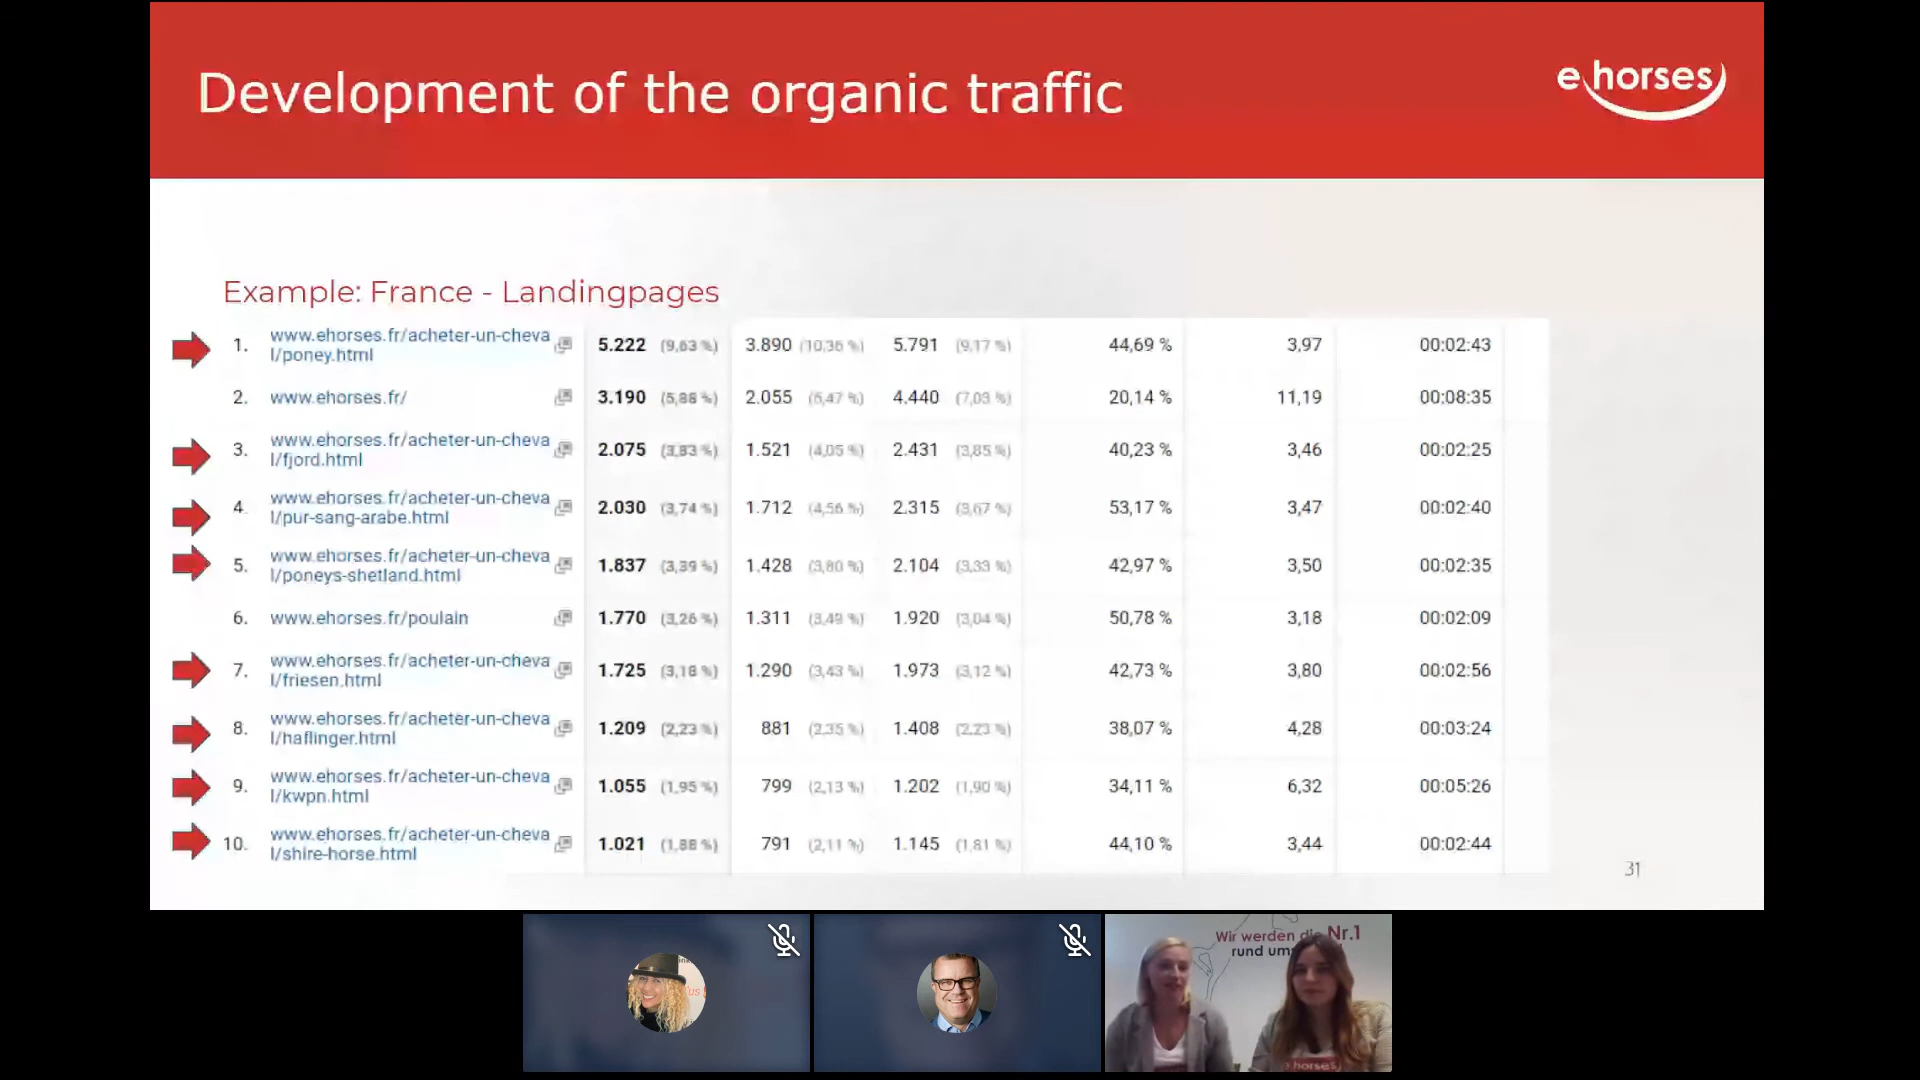 Development of the organic traffic
ehorses
Example: France - Landingpages
1. www.ehorses.fr/acheter-un-cheva
l/poney.html 5.222 (9,63 %) 3.890 (10,36 %) 5.791 (9,17 %) 44,69 % 3,97 00:02:43
2. www.ehorses.fr/ 3.190 (5,88 %) 2.055 (5,47 %) 4.440 (7,03 %) 20,14 % 11,19 00:08:35
3. www.ehorses.fr/acheter-un-cheva
l/fjord.html 2.075 (3,83 %) 1.521 (4,05 %) 2.431 (3,85 %) 40,23 % 3,46 00:02:25
4. www.ehorses.fr/acheter-un-cheva
l/pur-sang-arabe.html 2.030 (3,74 %) 1.712 (4,56 %) 2.315 (3,67 %) 53,17 % 3,47 00:02:40
5. www.ehorses.fr/acheter-un-cheva
l/poneys-shetland.html 1.837 (3,39 %) 1.428 (3,80 %) 2.104 (3,33 %) 42,97 % 3,50 00:02:35
6. www.ehorses.fr/poulain 1.770 (3,26 %) 1.311 (3,49 %) 1.920 (3,04 %) 50,78 % 3,18 00:02:09
7. www.ehorses.fr/acheter-un-cheva
l/friesen.html 1.725 (3,18 %) 1.290 (3,43 %) 1.973 (3,12 %) 42,73 % 3,80 00:02:56
8. www.ehorses.fr/acheter-un-cheva
l/haflinger.html 1.209 (2,23 %) 881 (2,35 %) 1.408 (2,23 %) 38,07 % 4,28 00:03:24
9. www.ehorses.fr/acheter-un-cheva
l/kwpn.html 1.055 (1,95 %) 799 (2,13 %) 1.202 (1,90 %) 34,11 % 6,32 00:05:26
10. www.ehorses.fr/acheter-un-cheva
l/shire-horse.html 1.021 (1,88 %) 791 (2,11 %) 1.145 (1,81 %) 44,10 % 3,44 00:02:44
31
Wir werden die Nr.1
rund um
horses